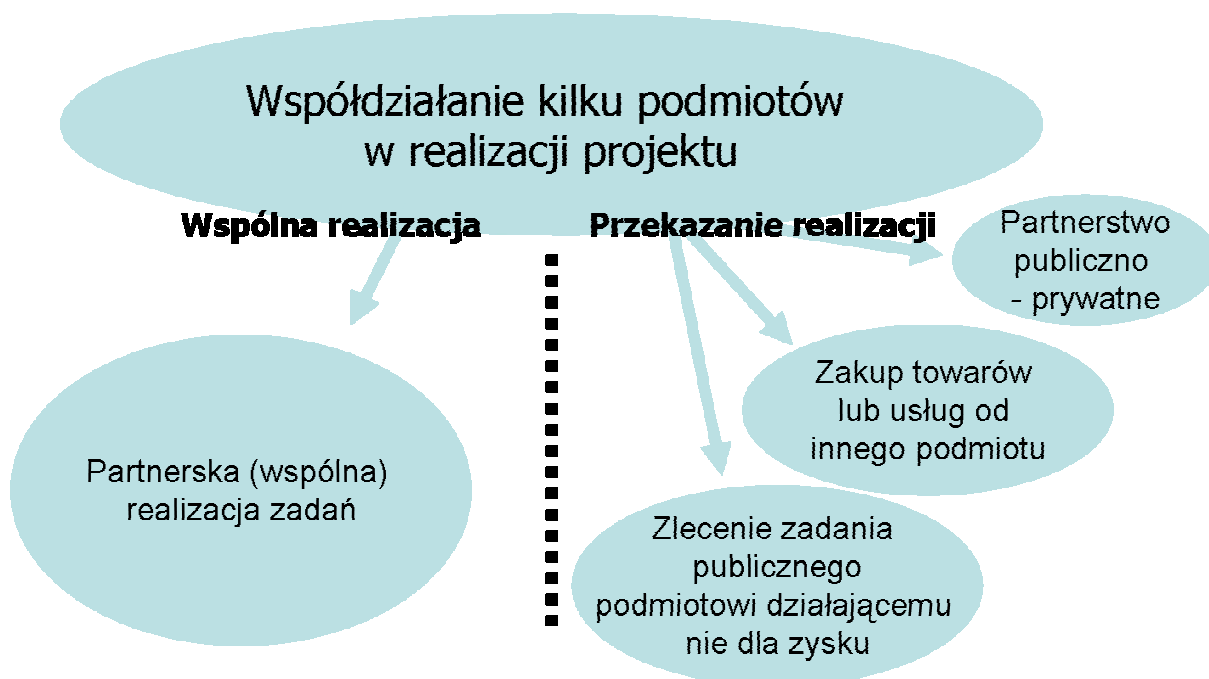 Współdziałanie kilku podmiotów
w realizacji projektu
Wspólna realizacja
Przekazanie realizacji
Partnerstwo
publiczno
- prywatne
Zakup towarów
lub usług od
innego podmiotu
Partnerska (wspólna)
realizacja zadań
Zlecenie zadania
publicznego
podmiotowi działającemu
nie dla zysku